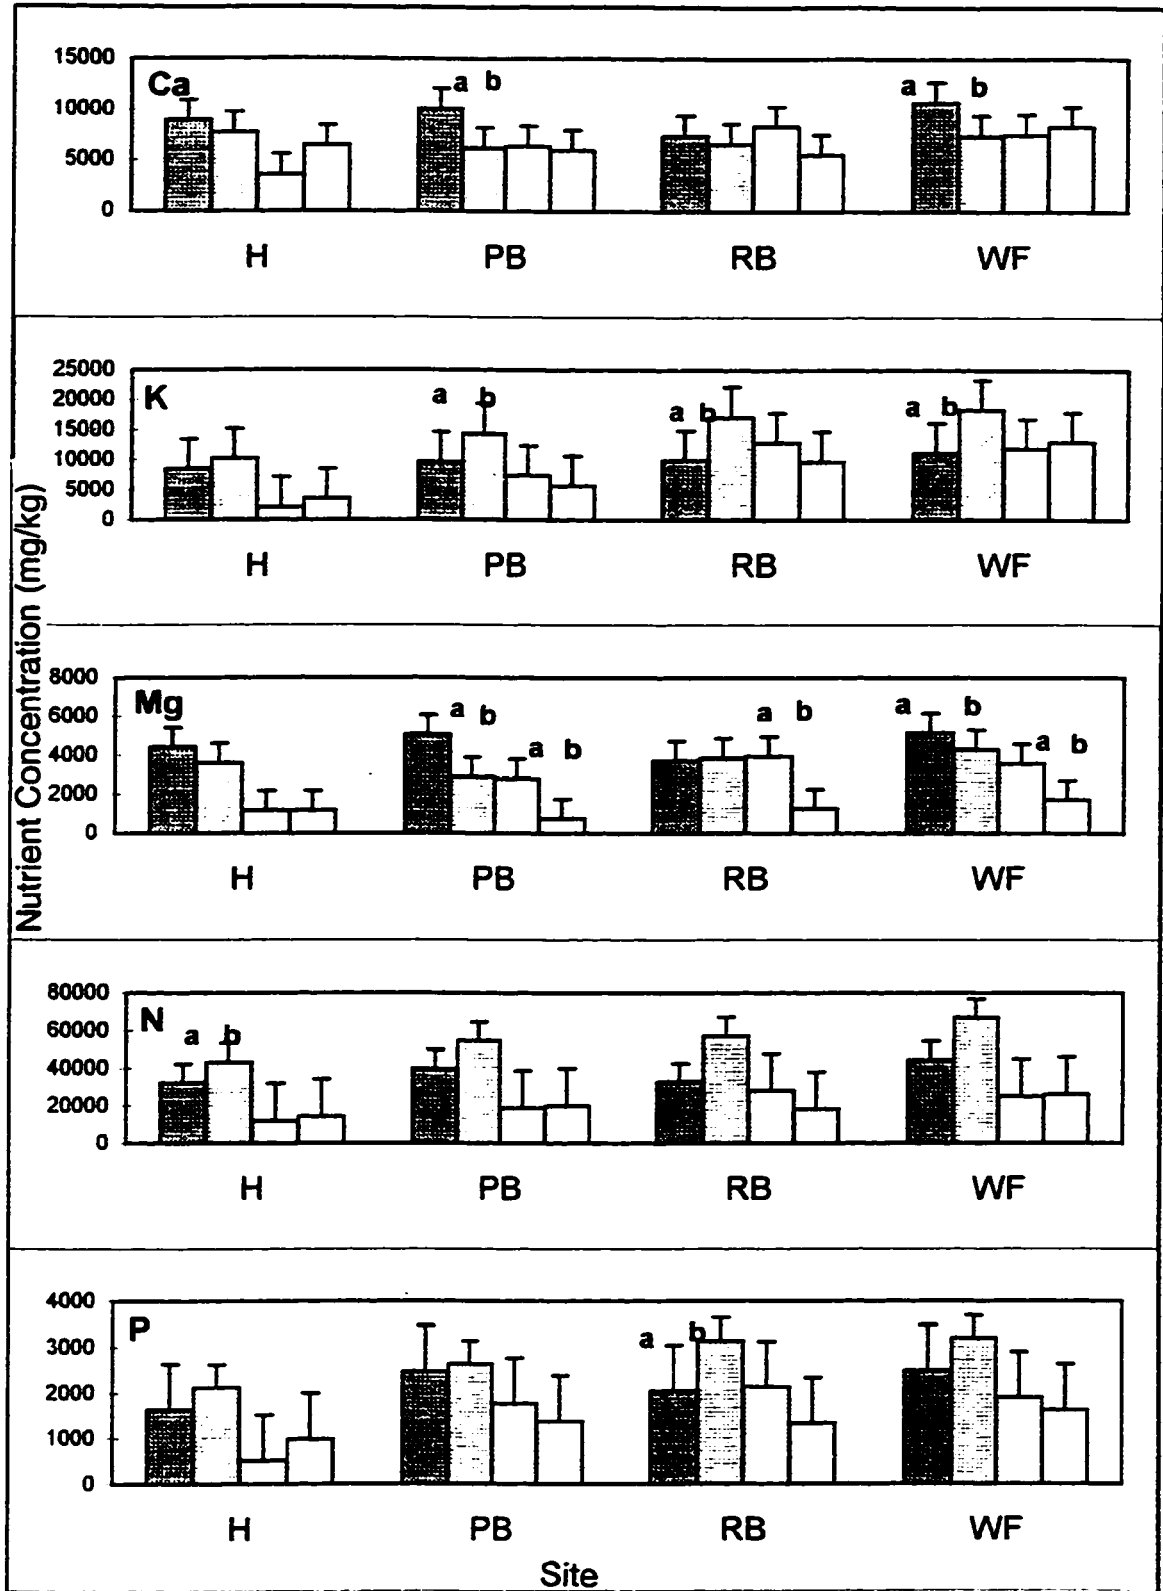 Nutrient Concentration (mg/kg)
15000
Ca
a b
a b
10000
5000
0
H PB RB WF
25000
K
20000
a b
a b
a b
15000
10000
5000
0
H PB RB WF
8000
Mg
a b
a b
a b
6000
a b
a b
4000
2000
0
H PB RB WF
80000
N
60000
a b
40000
20000
0
H PB RB WF
4000
P
3000
a b
2000
1000
0
H PB RB WF
Site